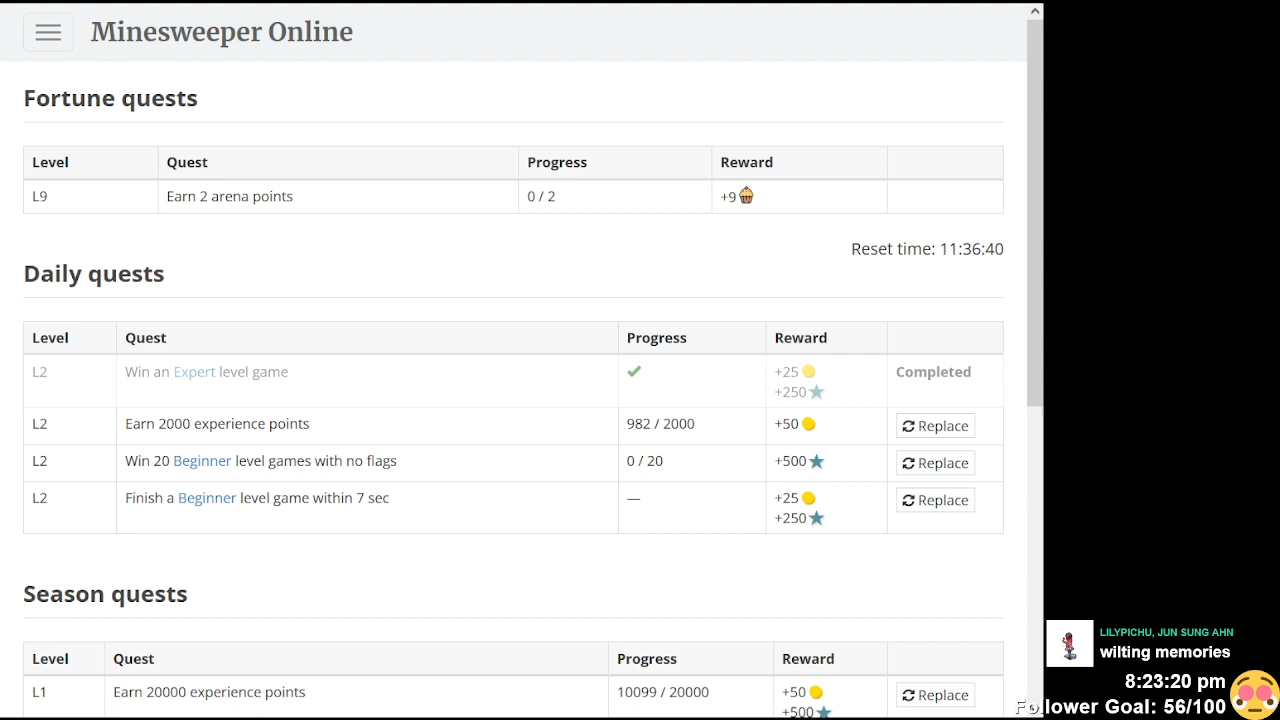 Minesweeper Online
Fortune quests
Level Quest Progress Reward
L9 Earn 2 arena points 0 / 2 +9
Reset time: 11:36:40
Daily quests
Level Quest Progress Reward
L2 Win an Expert level game +25 Completed
+250
L2 Earn 2000 experience points 982 / 2000 +50 Replace
L2 Win 20 Beginner level games with no flags 0 / 20 +500 Replace
L2 Finish a Beginner level game within 7 sec — +25 Replace
+250
Season quests
Level Quest Progress Reward
L1 Earn 20000 experience points 10099 / 20000 +50 Replace
+500
LILYPICHU, JUN SUNG AHN
wilting memories
8:23:20 pm
Follower Goal: 56/100